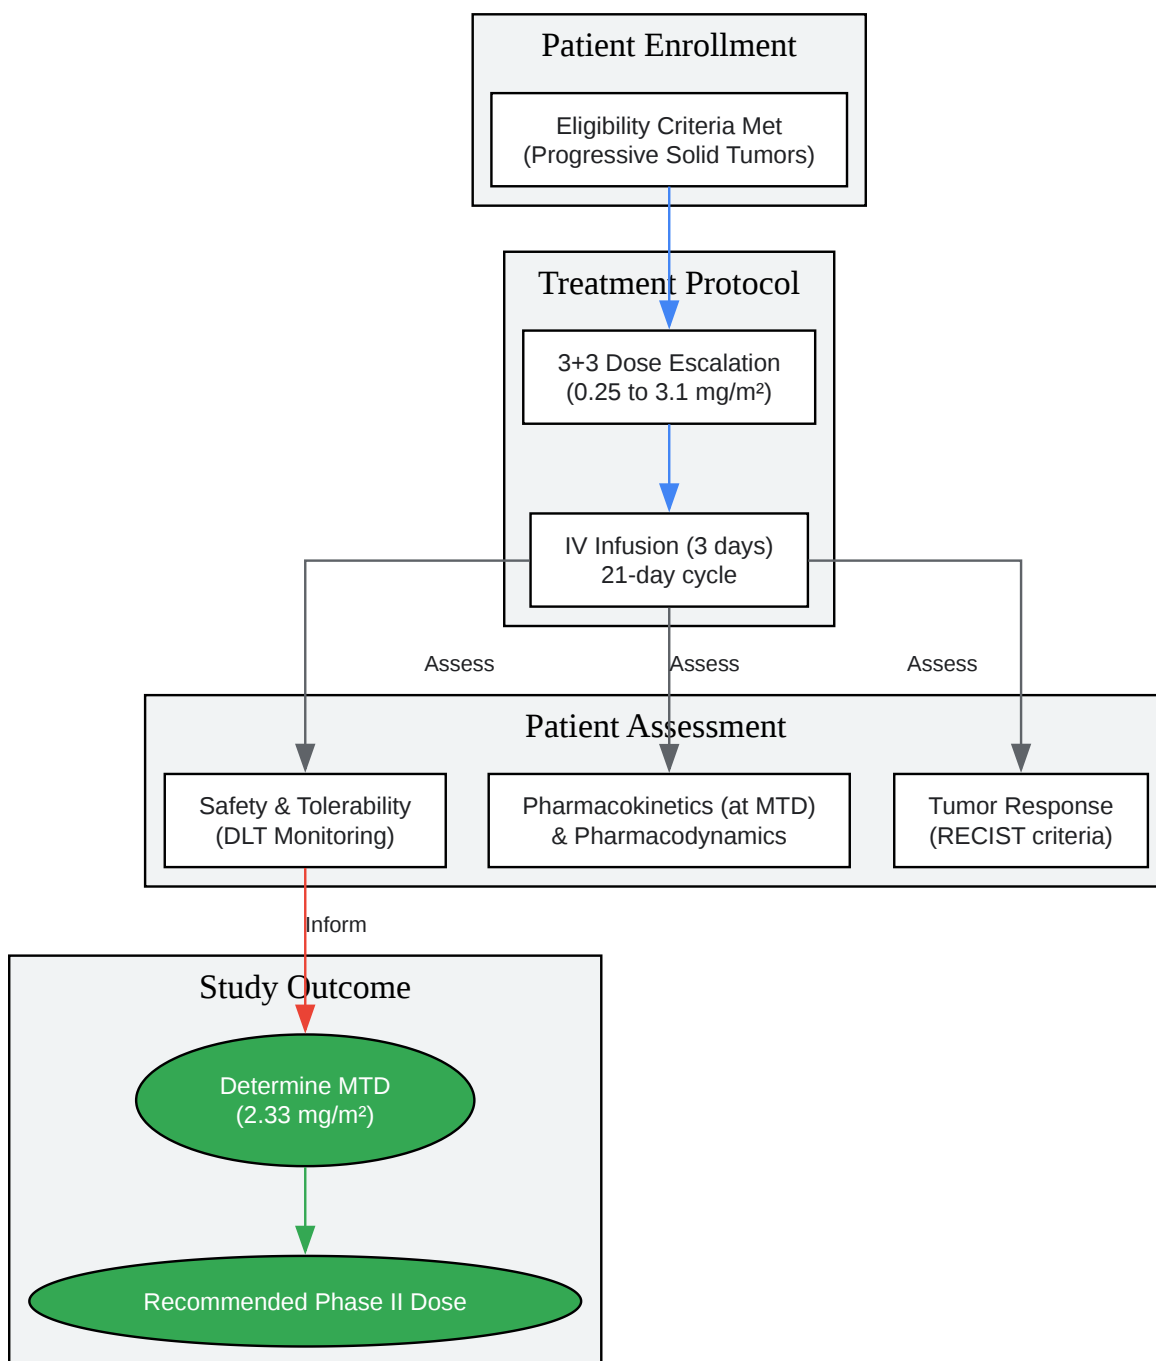 Patient Enrollment
Eligibility Criteria Met
(Progressive Solid Tumors)
Treatment Protocol
3+3 Dose Escalation
(0.25 to 3.1 mg/m²)
IV Infusion (3 days)
21-day cycle
Assess
Assess
Assess
Patient Assessment
Safety & Tolerability
(DLT Monitoring)
Pharmacokinetics (at MTD)
& Pharmacodynamics
Tumor Response
(RECIST criteria)
Inform
Study Outcome
Determine MTD
(2.33 mg/m²)
Recommended Phase II Dose